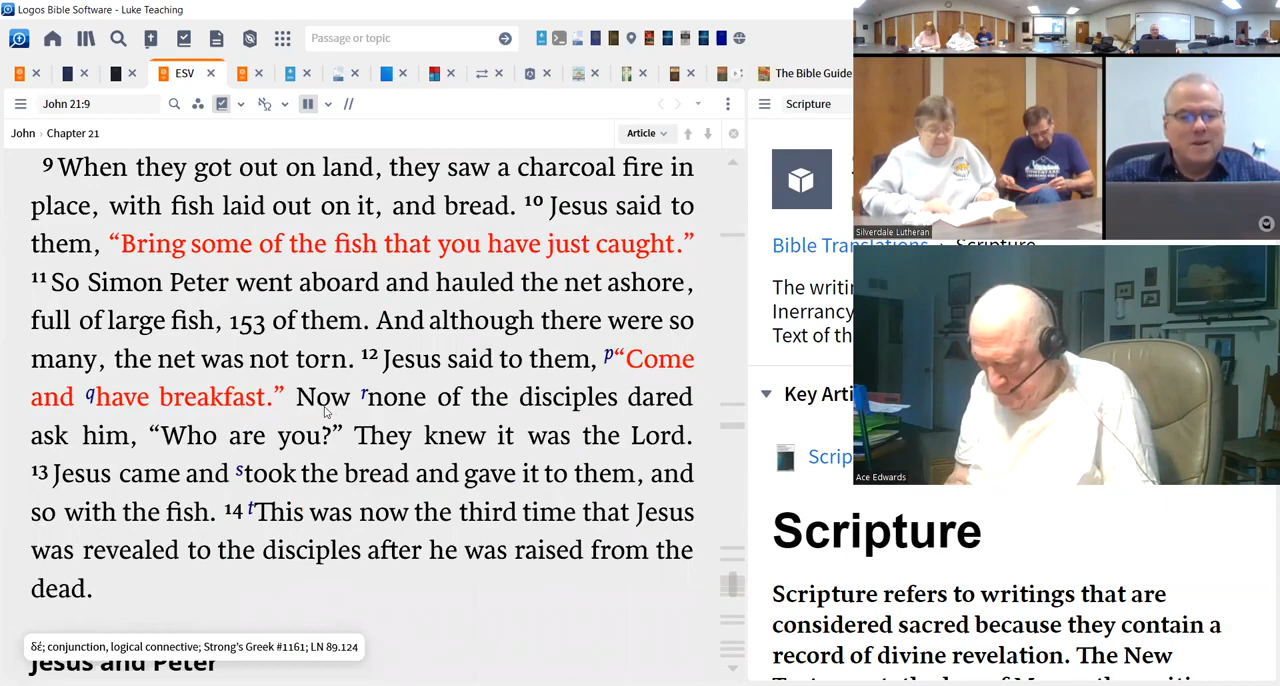 Logos Bible Software - Luke Teaching
Passage or topic
ESV
The Bible Guide
John 21:9
Scripture
John › Chapter 21
Article
9 When they got out on land, they saw a charcoal fire in
place, with fish laid out on it, and bread. 10 Jesus said to
them, “Bring some of the fish that you have just caught.”
11 So Simon Peter went aboard and hauled the net ashore,
full of large fish, 153 of them. And although there were so
many, the net was not torn. 12 Jesus said to them, p“Come
and qhave breakfast.” Now rnone of the disciples dared
ask him, “Who are you?” They knew it was the Lord.
13 Jesus came and stook the bread and gave it to them, and
so with the fish. 14 tThis was now the third time that Jesus
was revealed to the disciples after he was raised from the
dead.
δέ; conjunction, logical connective; Strong's Greek #1161; LN 89.124
Jesus and Peter
Bible Translations
Scripture
The
Inerrancy
Text of th
Key Arti
Scrip
Scripture
Scripture refers to writings that are
considered sacred because they contain a
record of divine revelation. The New
Silverdale Lutheran
Ace Edwards